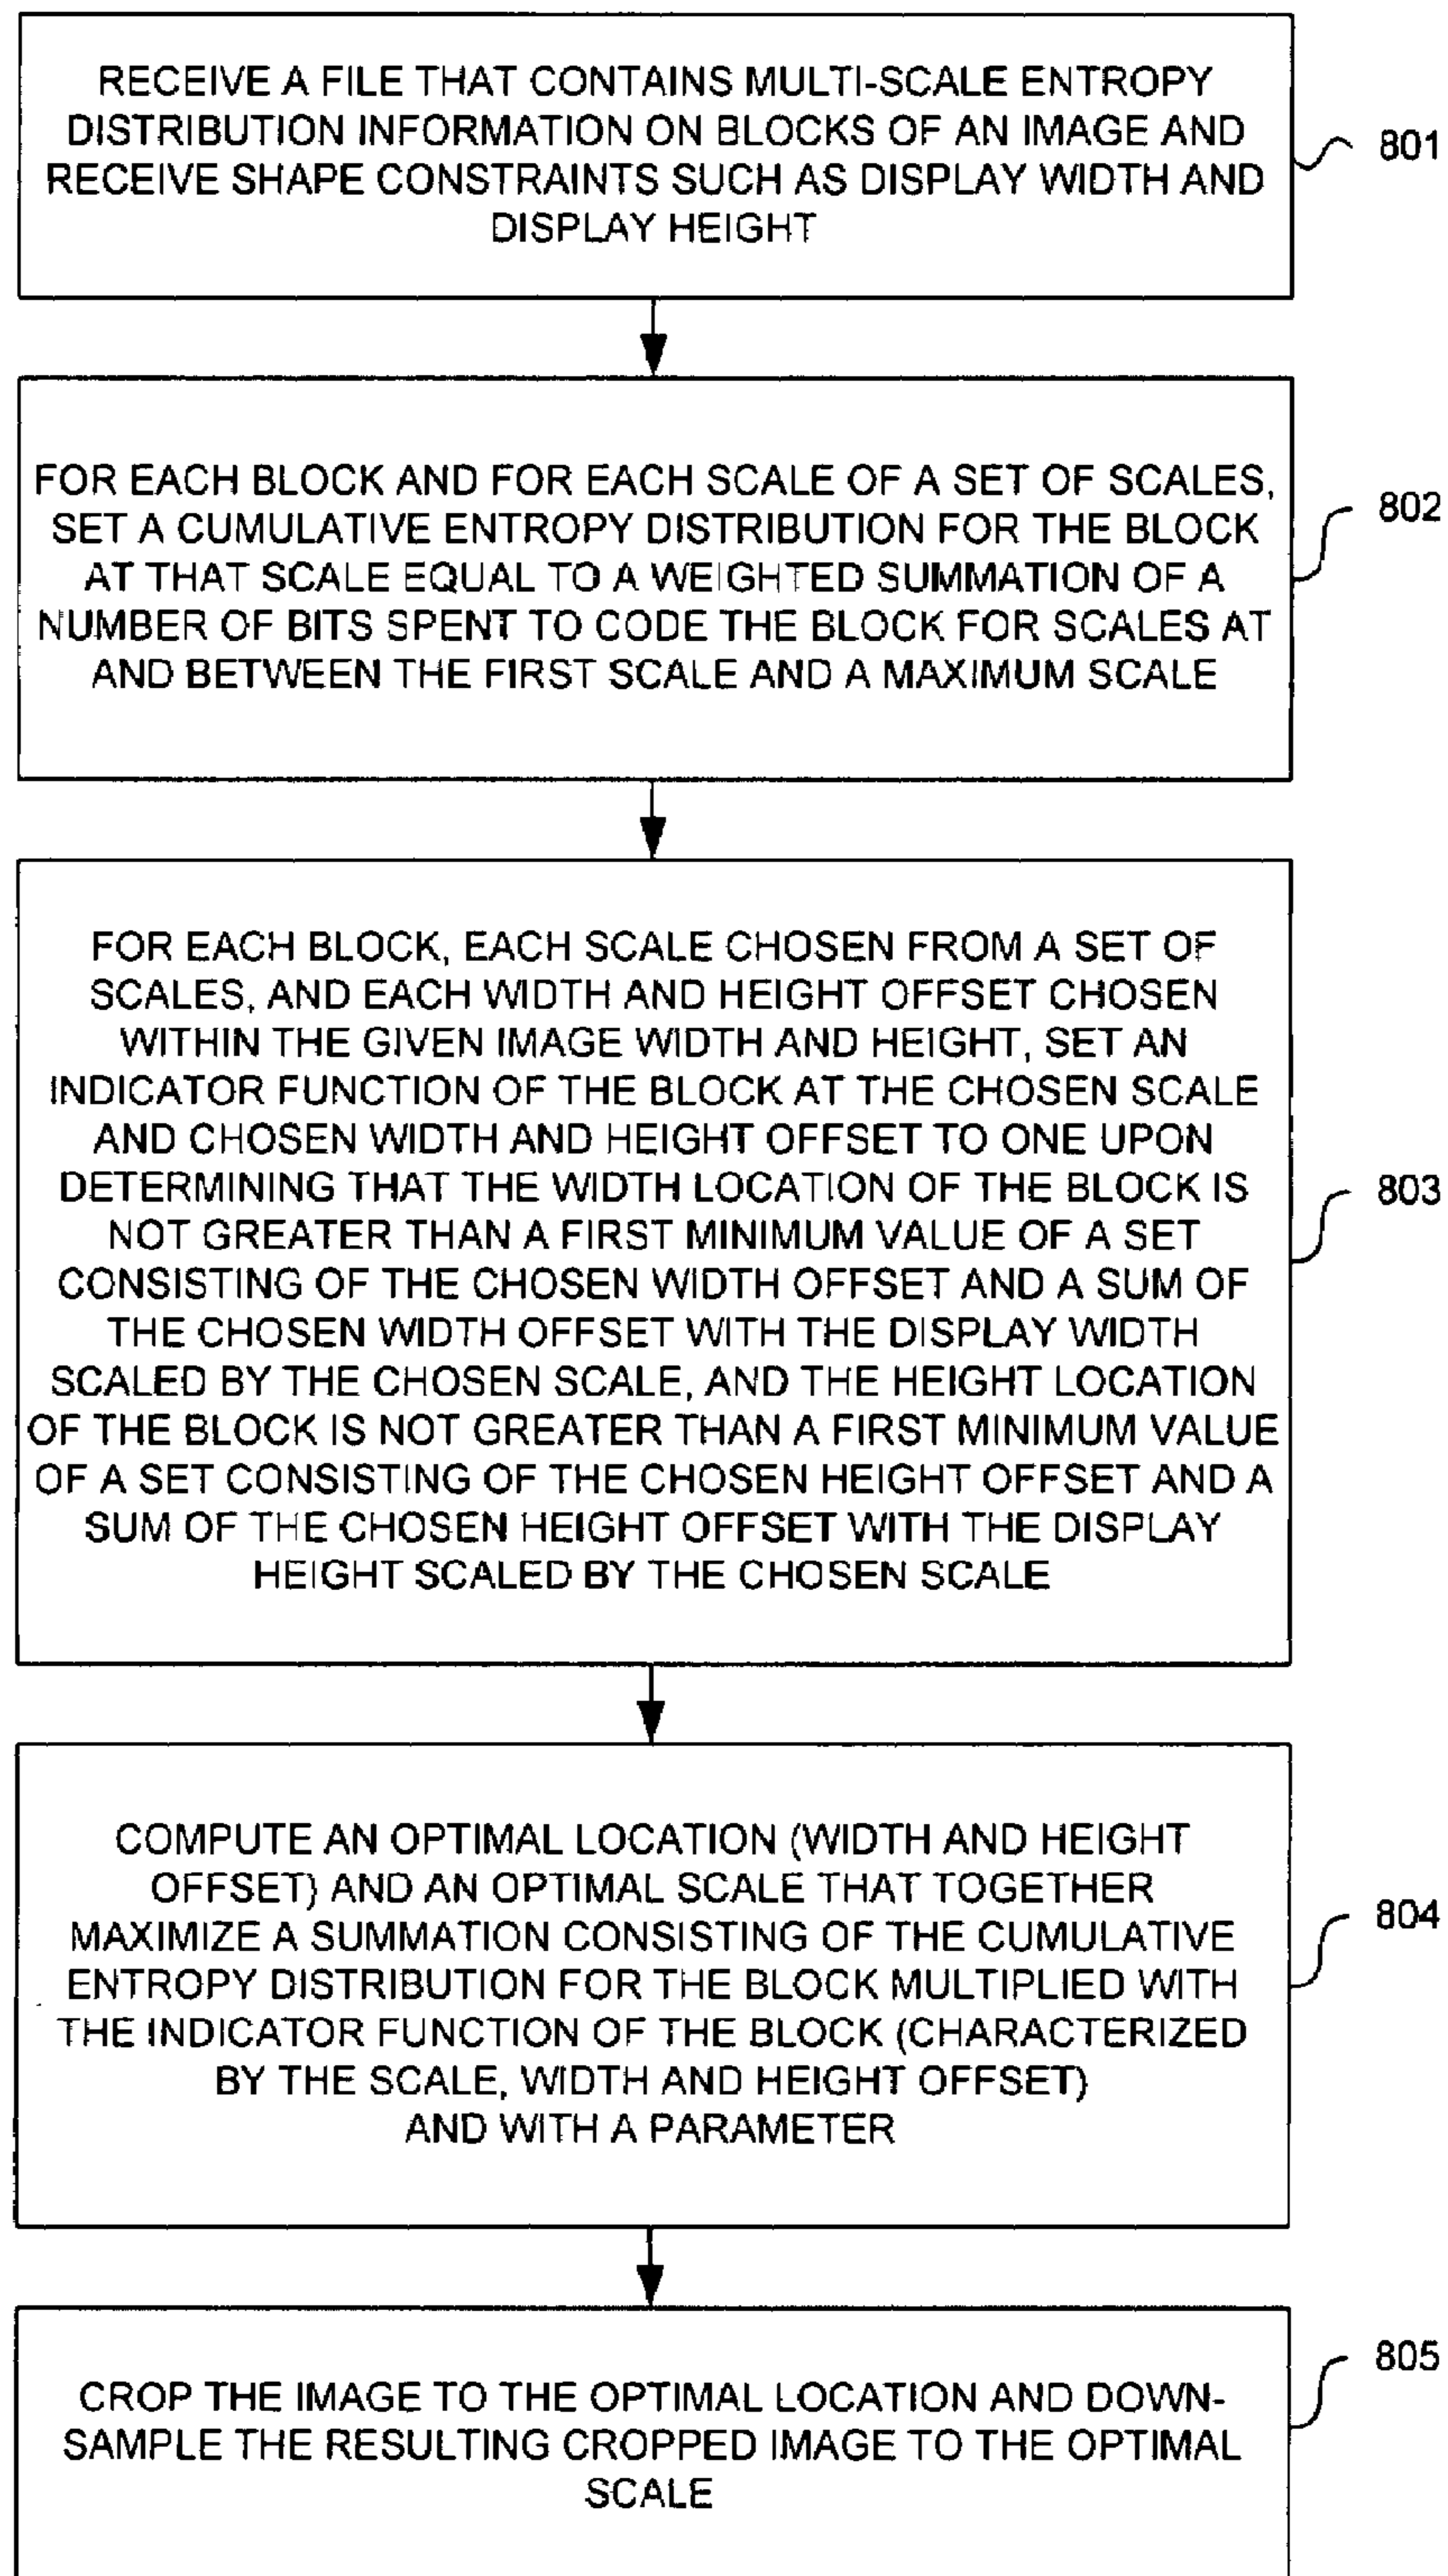 RECEIVE A FILE THAT CONTAINS MULTI-SCALE ENTROPY
DISTRIBUTION INFORMATION ON BLOCKS OF AN IMAGE AND
RECEIVE SHAPE CONSTRAINTS SUCH AS DISPLAY WIDTH AND
DISPLAY HEIGHT
801
FOR EACH BLOCK AND FOR EACH SCALE OF A SET OF SCALES,
SET A CUMULATIVE ENTROPY DISTRIBUTION FOR THE BLOCK
AT THAT SCALE EQUAL TO A WEIGHTED SUMMATION OF A
NUMBER OF BITS SPENT TO CODE THE BLOCK FOR SCALES AT
AND BETWEEN THE FIRST SCALE AND A MAXIMUM SCALE
802
FOR EACH BLOCK, EACH SCALE CHOSEN FROM A SET OF
SCALES, AND EACH WIDTH AND HEIGHT OFFSET CHOSEN
WITHIN THE GIVEN IMAGE WIDTH AND HEIGHT, SET AN
INDICATOR FUNCTION OF THE BLOCK AT THE CHOSEN SCALE
AND CHOSEN WIDTH AND HEIGHT OFFSET TO ONE UPON
DETERMINING THAT THE WIDTH LOCATION OF THE BLOCK IS
NOT GREATER THAN A FIRST MINIMUM VALUE OF A SET
CONSISTING OF THE CHOSEN WIDTH OFFSET AND A SUM OF
THE CHOSEN WIDTH OFFSET WITH THE DISPLAY WIDTH
SCALED BY THE CHOSEN SCALE, AND THE HEIGHT LOCATION
OF THE BLOCK IS NOT GREATER THAN A FIRST MINIMUM VALUE
OF A SET CONSISTING OF THE CHOSEN HEIGHT OFFSET AND A
SUM OF THE CHOSEN HEIGHT OFFSET WITH THE DISPLAY
HEIGHT SCALED BY THE CHOSEN SCALE
803
COMPUTE AN OPTIMAL LOCATION (WIDTH AND HEIGHT
OFFSET) AND AN OPTIMAL SCALE THAT TOGETHER
MAXIMIZE A SUMMATION CONSISTING OF THE CUMULATIVE
ENTROPY DISTRIBUTION FOR THE BLOCK MULTIPLIED WITH
THE INDICATOR FUNCTION OF THE BLOCK (CHARACTERIZED
BY THE SCALE, WIDTH AND HEIGHT OFFSET)
AND WITH A PARAMETER
804
CROP THE IMAGE TO THE OPTIMAL LOCATION AND DOWN-
SAMPLE THE RESULTING CROPPED IMAGE TO THE OPTIMAL
SCALE
805